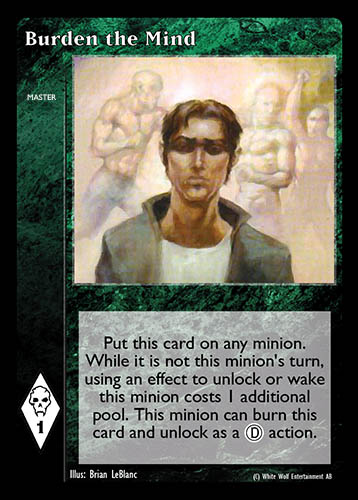 Burden the Mind
MASTER
Put this card on any minion.
While it is not this minion's turn,
using an effect to unlock or wake
this minion costs 1 additional
pool. This minion can burn this
card and unlock as a Ⓓ action.
1
Illus: Brian LeBlanc
(C) White Wolf Entertainment AB